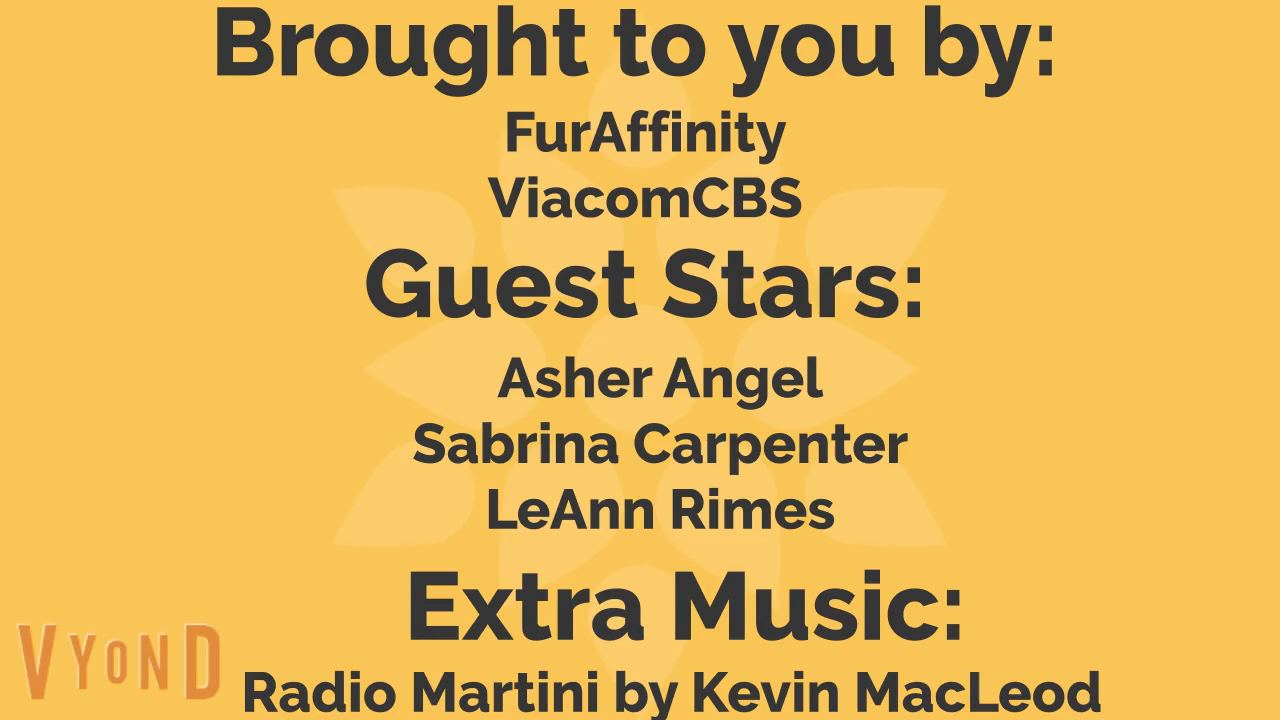 Brought to you by:
FurAffinity
ViacomCBS
Guest Stars:
Asher Angel
Sabrina Carpenter
LeAnn Rimes
Extra Music:
VYOND
Radio Martini by Kevin MacLeod